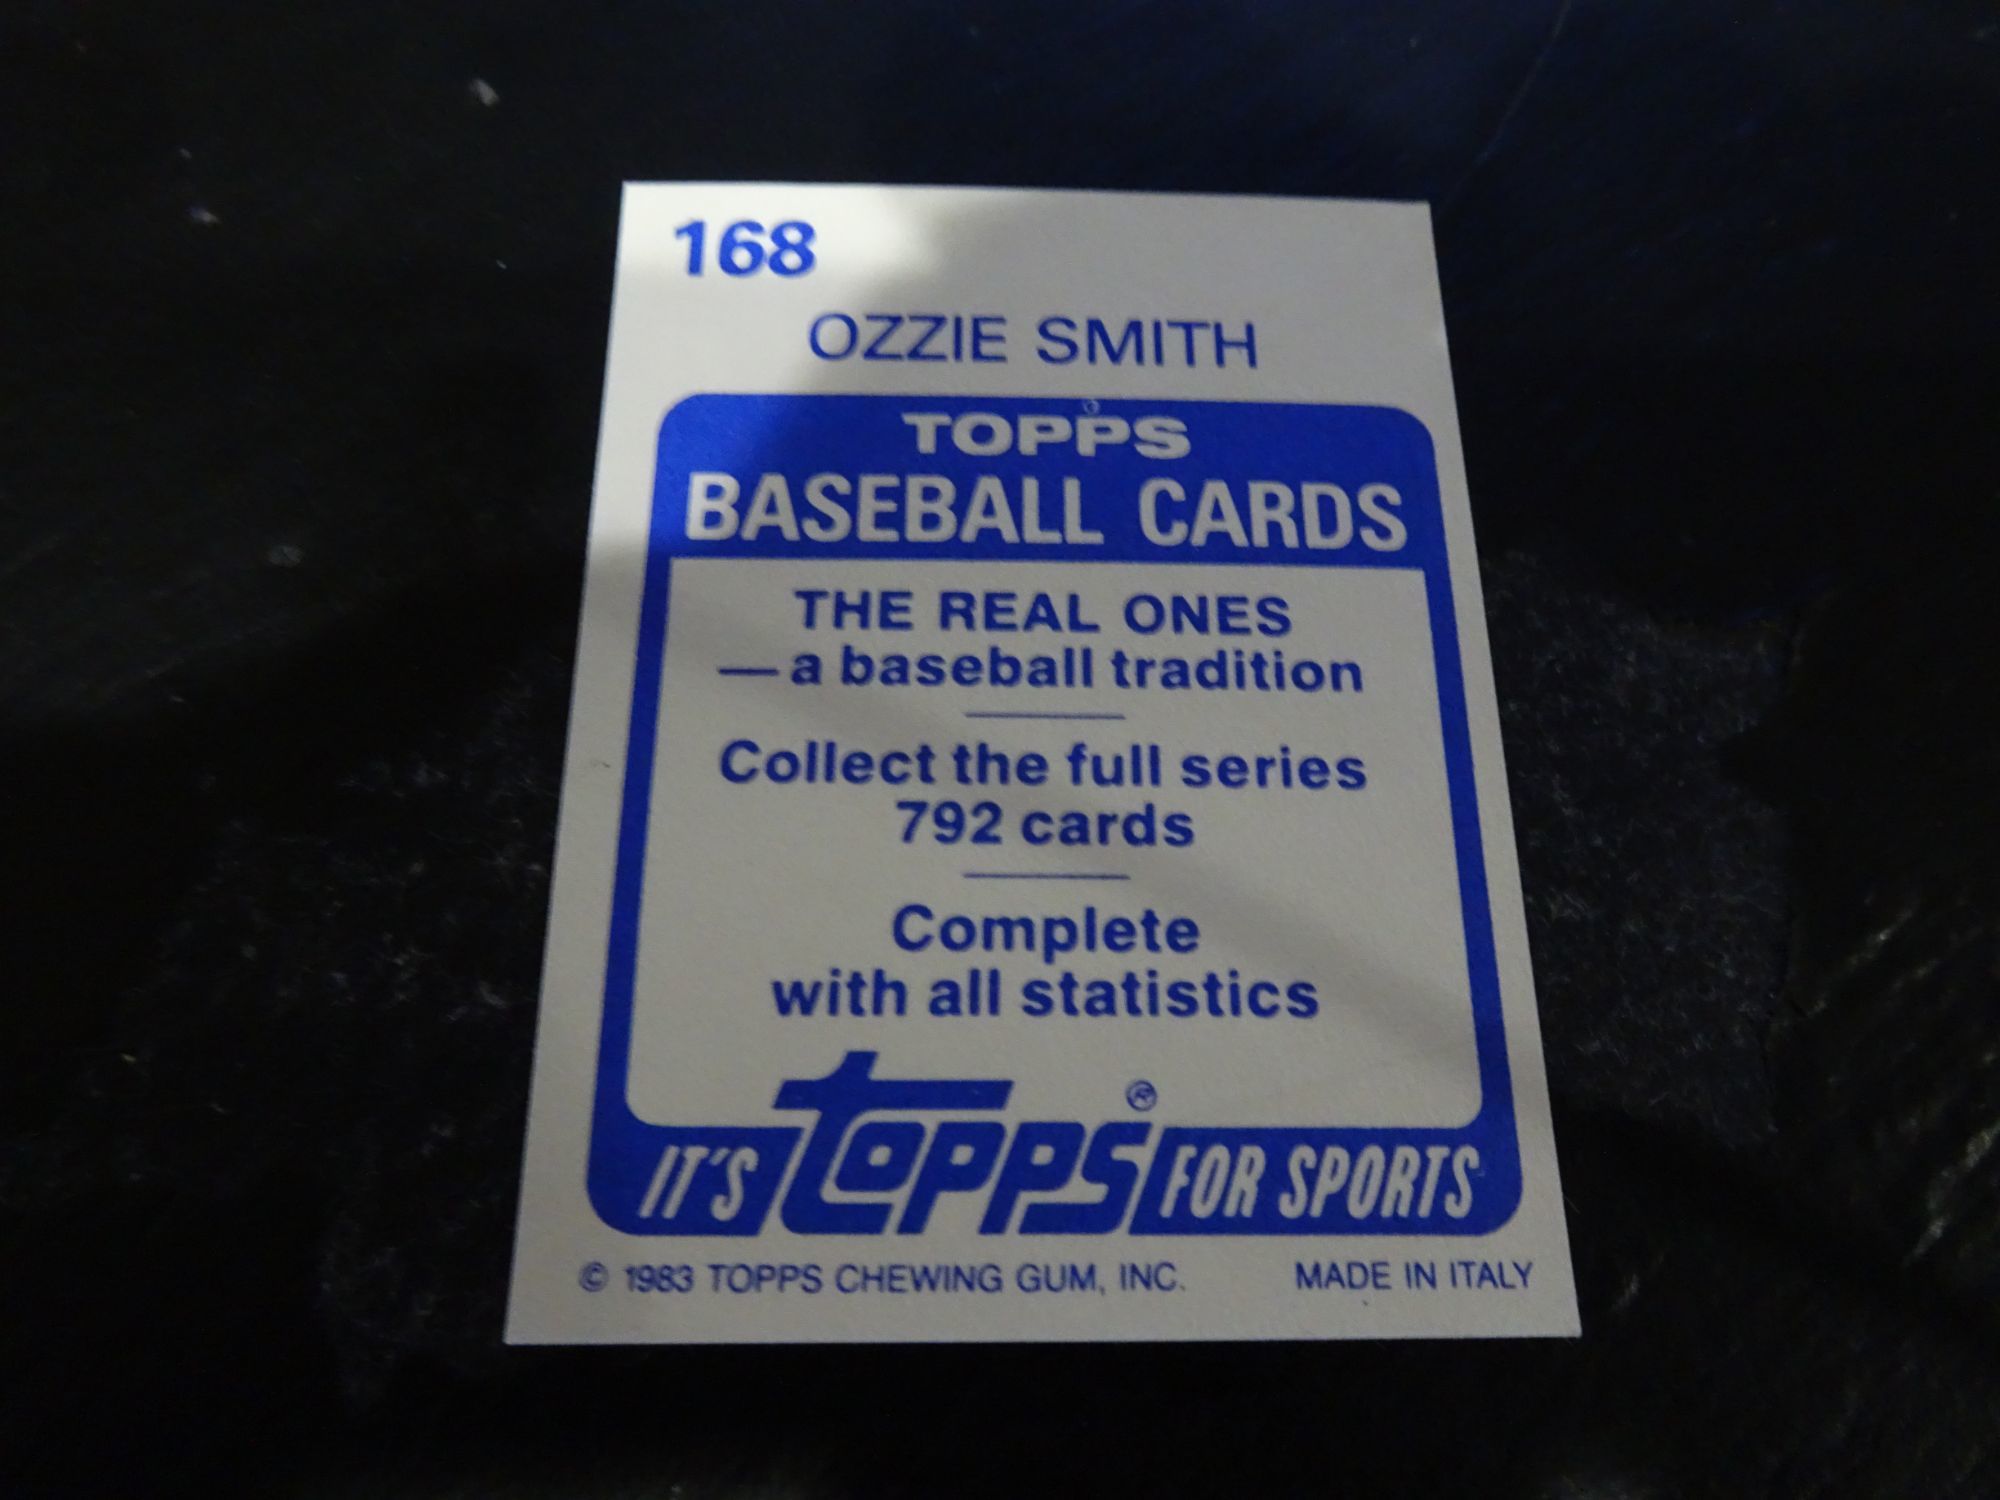 168
OZZIE SMITH
TOPPS
BASEBALL CARDS
THE REAL ONES
— a baseball tradition
Collect the full series
792 cards
Complete
with all statistics
IT'S topps® FOR SPORTS
© 1983 TOPPS CHEWING GUM, INC. MADE IN ITALY